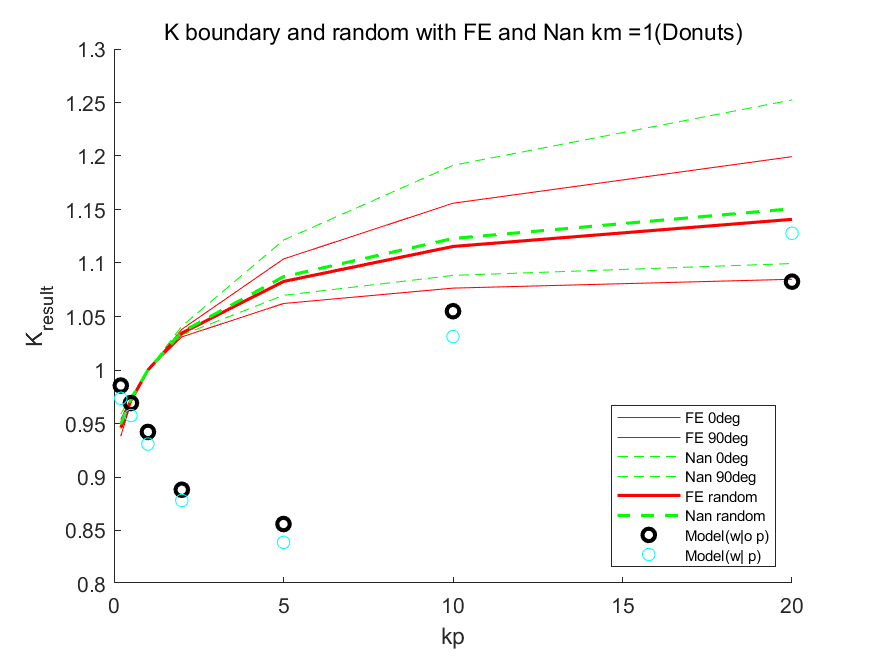 K boundary and random with FE and Nan km =1(Donuts)
1.3
1.25
1.2
1.15
1.1
1.05
1
0.95
0.9
0.85
0.8
K_result
0 5 10 15 20
kp
FE 0deg
FE 90deg
Nan 0deg
Nan 90deg
FE random
Nan random
Model(w|o p)
Model(w| p)